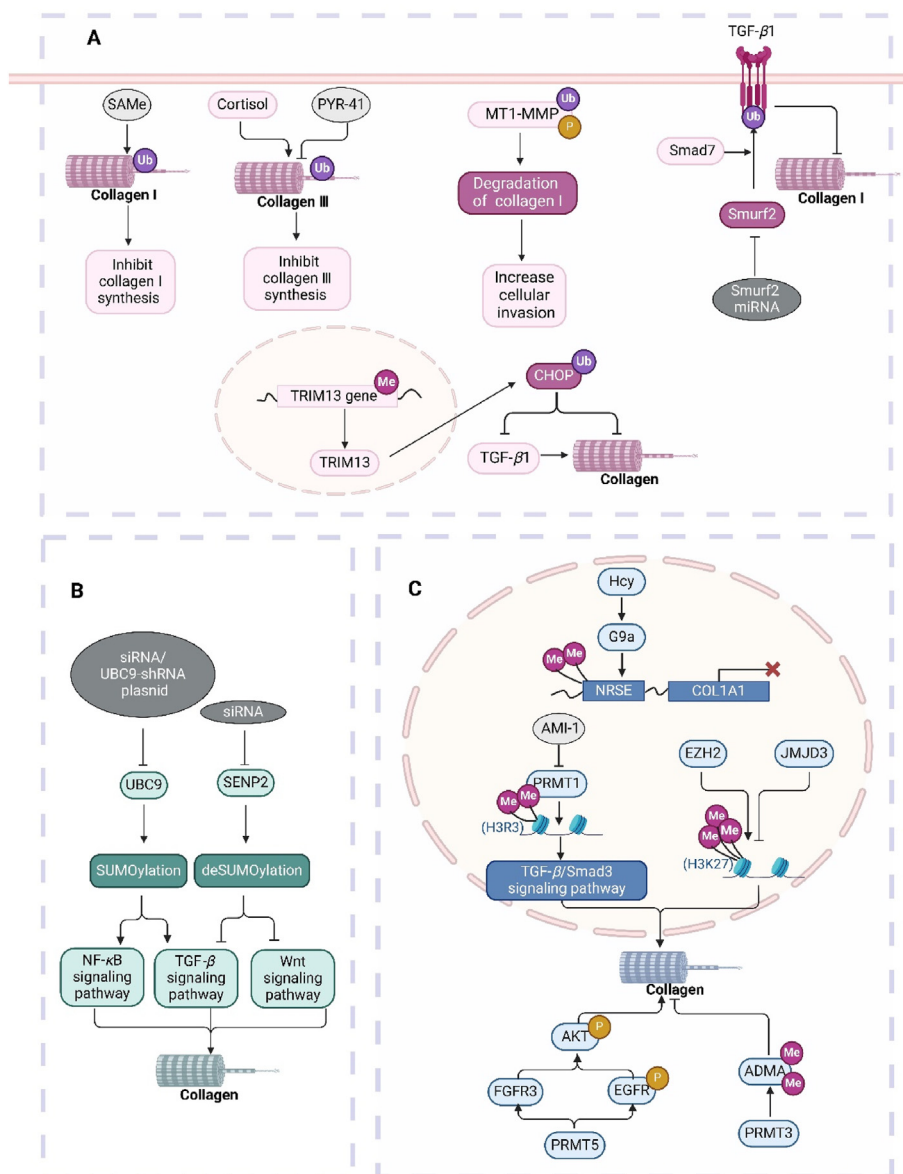 A
TGF-β1
SAMe
Cortisol
PYR-41
Ub
MT1-MMP
P
Ub
Smad7
Ub
Collagen I
Ub
Collagen III
Degradation
of collagen I
Collagen I
Smurf2
Inhibit
collagen I
synthesis
Inhibit
collagen III
synthesis
Increase
cellular
invasion
Smurf2
miRNA
Me
TRIM13 gene
Ub
CHOP
TRIM13
TGF-β1
Collagen
B
siRNA/
UBC9-shRNA
plasnid
siRNA
UBC9
SENP2
SUMOylation
deSUMOylation
NF-κB
signaling
pathway
TGF-β
signaling
pathway
Wnt
signaling
pathway
Collagen
C
Hcy
G9a
Me
Me
NRSE
COL1A1
AMI-1
EZH2
JMJD3
PRMT1
Me
Me
(H3R3)
Me
Me
Me
(H3K27)
TGF-β/Smad3
signaling pathway
Collagen
AKT
P
FGFR3
EGFR
P
ADMA
Me
Me
PRMT5
PRMT3